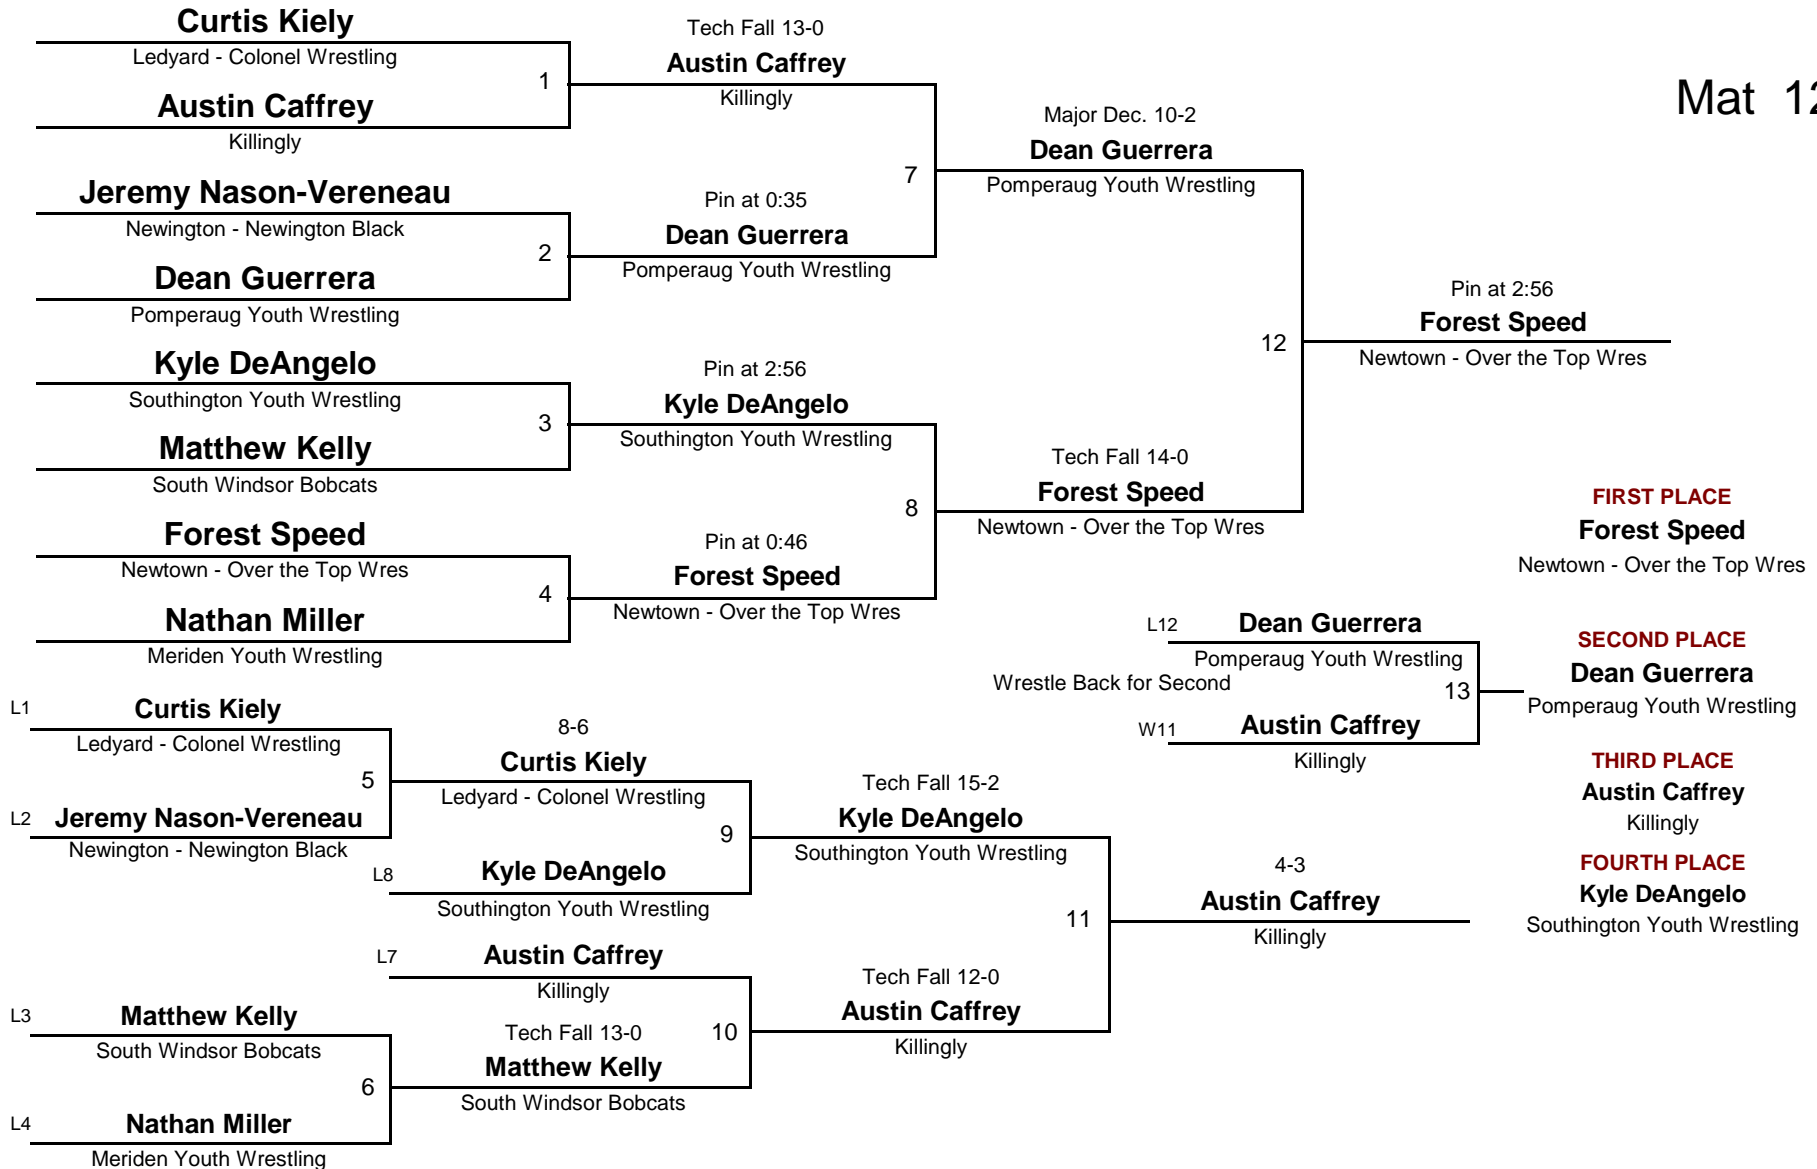 Curtis Kiely
Ledyard - Colonel Wrestling
1
Austin Caffrey
Killingly
Jeremy Nason-Vereneau
Newington - Newington Black
2
Dean Guerrera
Pomperaug Youth Wrestling
Kyle DeAngelo
Southington Youth Wrestling
3
Matthew Kelly
South Windsor Bobcats
Forest Speed
Newtown - Over the Top Wres
4
Nathan Miller
Meriden Youth Wrestling
Tech Fall 13-0
Austin Caffrey
Killingly
7
Pin at 0:35
Dean Guerrera
Pomperaug Youth Wrestling
Pin at 2:56
Kyle DeAngelo
Southington Youth Wrestling
8
Pin at 0:46
Forest Speed
Newtown - Over the Top Wres
Major Dec. 10-2
Dean Guerrera
Pomperaug Youth Wrestling
12
Tech Fall 14-0
Forest Speed
Newtown - Over the Top Wres
Mat 12
Pin at 2:56
Forest Speed
Newtown - Over the Top Wres
L1 Curtis Kiely
Ledyard - Colonel Wrestling
5
L2 Jeremy Nason-Vereneau
Newington - Newington Black
L3 Matthew Kelly
South Windsor Bobcats
6
L4 Nathan Miller
Meriden Youth Wrestling
8-6
Curtis Kiely
Ledyard - Colonel Wrestling
9
L8 Kyle DeAngelo
Southington Youth Wrestling
L7 Austin Caffrey
Killingly
10
Tech Fall 13-0
Matthew Kelly
South Windsor Bobcats
Tech Fall 15-2
Kyle DeAngelo
Southington Youth Wrestling
11
Tech Fall 12-0
Austin Caffrey
Killingly
4-3
Austin Caffrey
Killingly
L12 Dean Guerrera
Pomperaug Youth Wrestling
Wrestle Back for Second
13
W11 Austin Caffrey
Killingly
FIRST PLACE
Forest Speed
Newtown - Over the Top Wres
SECOND PLACE
Dean Guerrera
Pomperaug Youth Wrestling
THIRD PLACE
Austin Caffrey
Killingly
FOURTH PLACE
Kyle DeAngelo
Southington Youth Wrestling